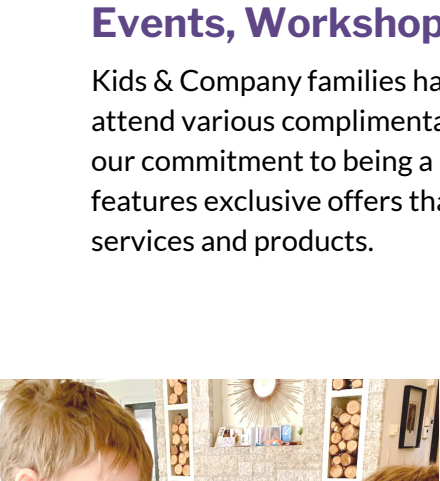 Events, Workshop
Kids & Company families ha
attend various complimenta
our commitment to being a
features exclusive offers tha
services and products.